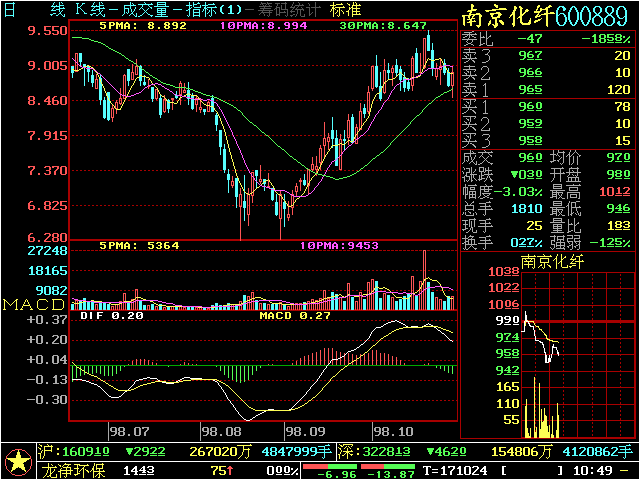 日 线 K线-成交量-指标(1)-筹码统计 标准
南京化纤600889
5PMA: 8.892 10PMA:8.994 30PMA:8.647
9.550
9.005
8.460
7.915
7.370
6.825
6.280
委比 -47 -18.58%
卖3 967 20
卖2 966 10
卖1 965 120
买1 960 78
买2 959 10
买3 958 15
成交 960 均价 970
涨跌 ▼030 开盘 980
幅度-3.03% 最高 1012
总手 1810 最低 946
现手 25 量比 183
换手 027% 强弱 -125%
5PMA: 5364 10PMA:9453
27248
18165
9082
MACD
DIF 0.20 MACD 0.27
+0.37
+0.20
+0.04
-0.13
-0.30
98.07 98.08 98.09 98.10
南京化纤
1038
1022
1006
990
974
958
942
165
110
55
沪:160910 ▼2922 267020万 4847999手 深:322813 ▼4620 154806万 4120862手
龙净环保 1443 75↑ 000% -6.96 -13.87 T=171024 [ ] 10:49 -